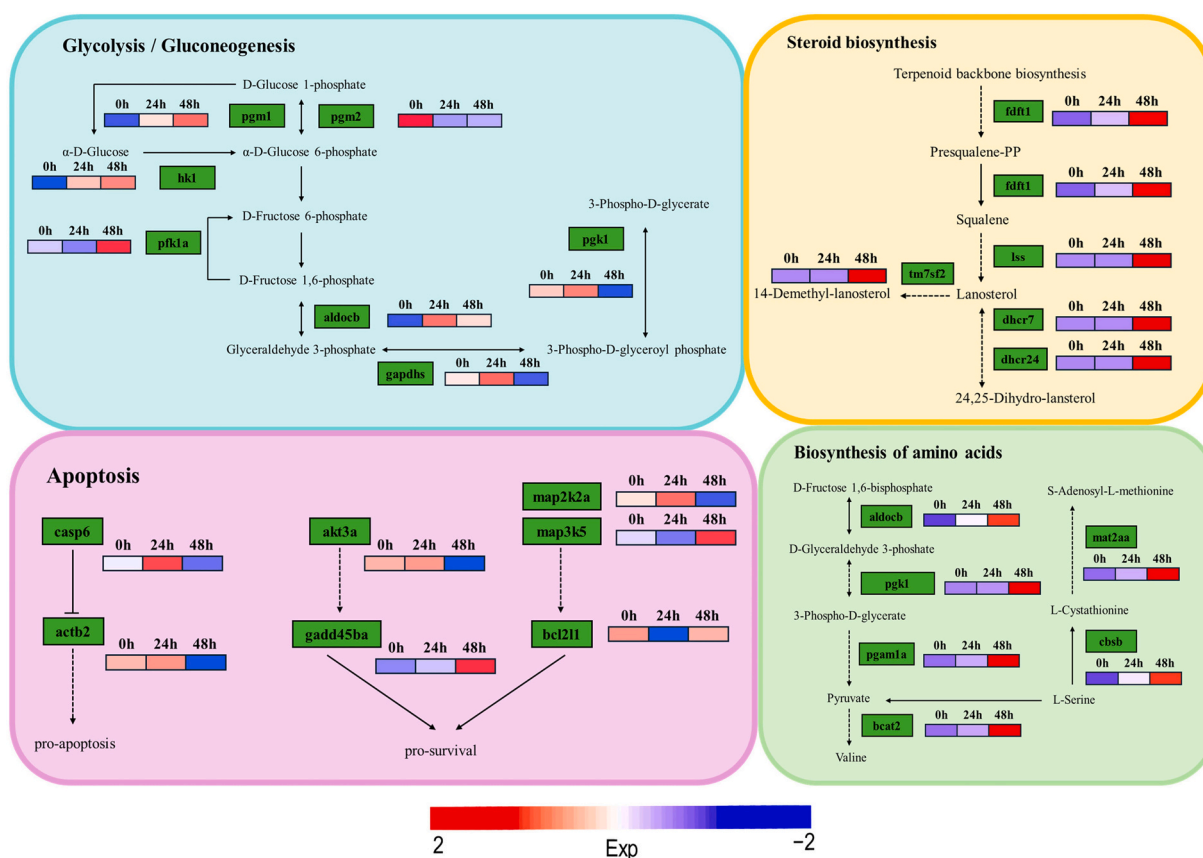 Glycolysis / Gluconeogenesis
D-Glucose 1-phosphate
0h 24h 48h
pgm1
pgm2
0h 24h 48h
α-D-Glucose
α-D-Glucose 6-phosphate
0h 24h 48h
hk1
D-Fructose 6-phosphate
0h 24h 48h
pfk1a
D-Fructose 1,6-phosphate
aldocb
0h 24h 48h
Glyceraldehyde 3-phosphate
gapdhs
0h 24h 48h
3-Phospho-D-glycerate
pgk1
0h 24h 48h
3-Phospho-D-glyceroyl phosphate
Steroid biosynthesis
Terpenoid backbone biosynthesis
fdft1
0h 24h 48h
Presqualene-PP
fdft1
0h 24h 48h
Squalene
lss
0h 24h 48h
0h 24h 48h
tm7sf2
14-Demethyl-lanosterol
Lanosterol
dhcr7
0h 24h 48h
dhcr24
0h 24h 48h
24,25-Dihydro-lansterol
Apoptosis
casp6
0h 24h 48h
actb2
0h 24h 48h
pro-apoptosis
akt3a
0h 24h 48h
gadd45ba
0h 24h 48h
map2k2a
0h 24h 48h
map3k5
0h 24h 48h
bcl2l1
0h 24h 48h
pro-survival
Biosynthesis of amino acids
D-Fructose 1,6-bisphosphate
aldocb
0h 24h 48h
D-Glyceraldehyde 3-phoshate
pgk1
0h 24h 48h
3-Phospho-D-glycerate
pgam1a
0h 24h 48h
Pyruvate
bcat2
0h 24h 48h
Valine
S-Adenosyl-L-methionine
mat2aa
0h 24h 48h
L-Cystathionine
cbsb
0h 24h 48h
L-Serine
2 Exp −2